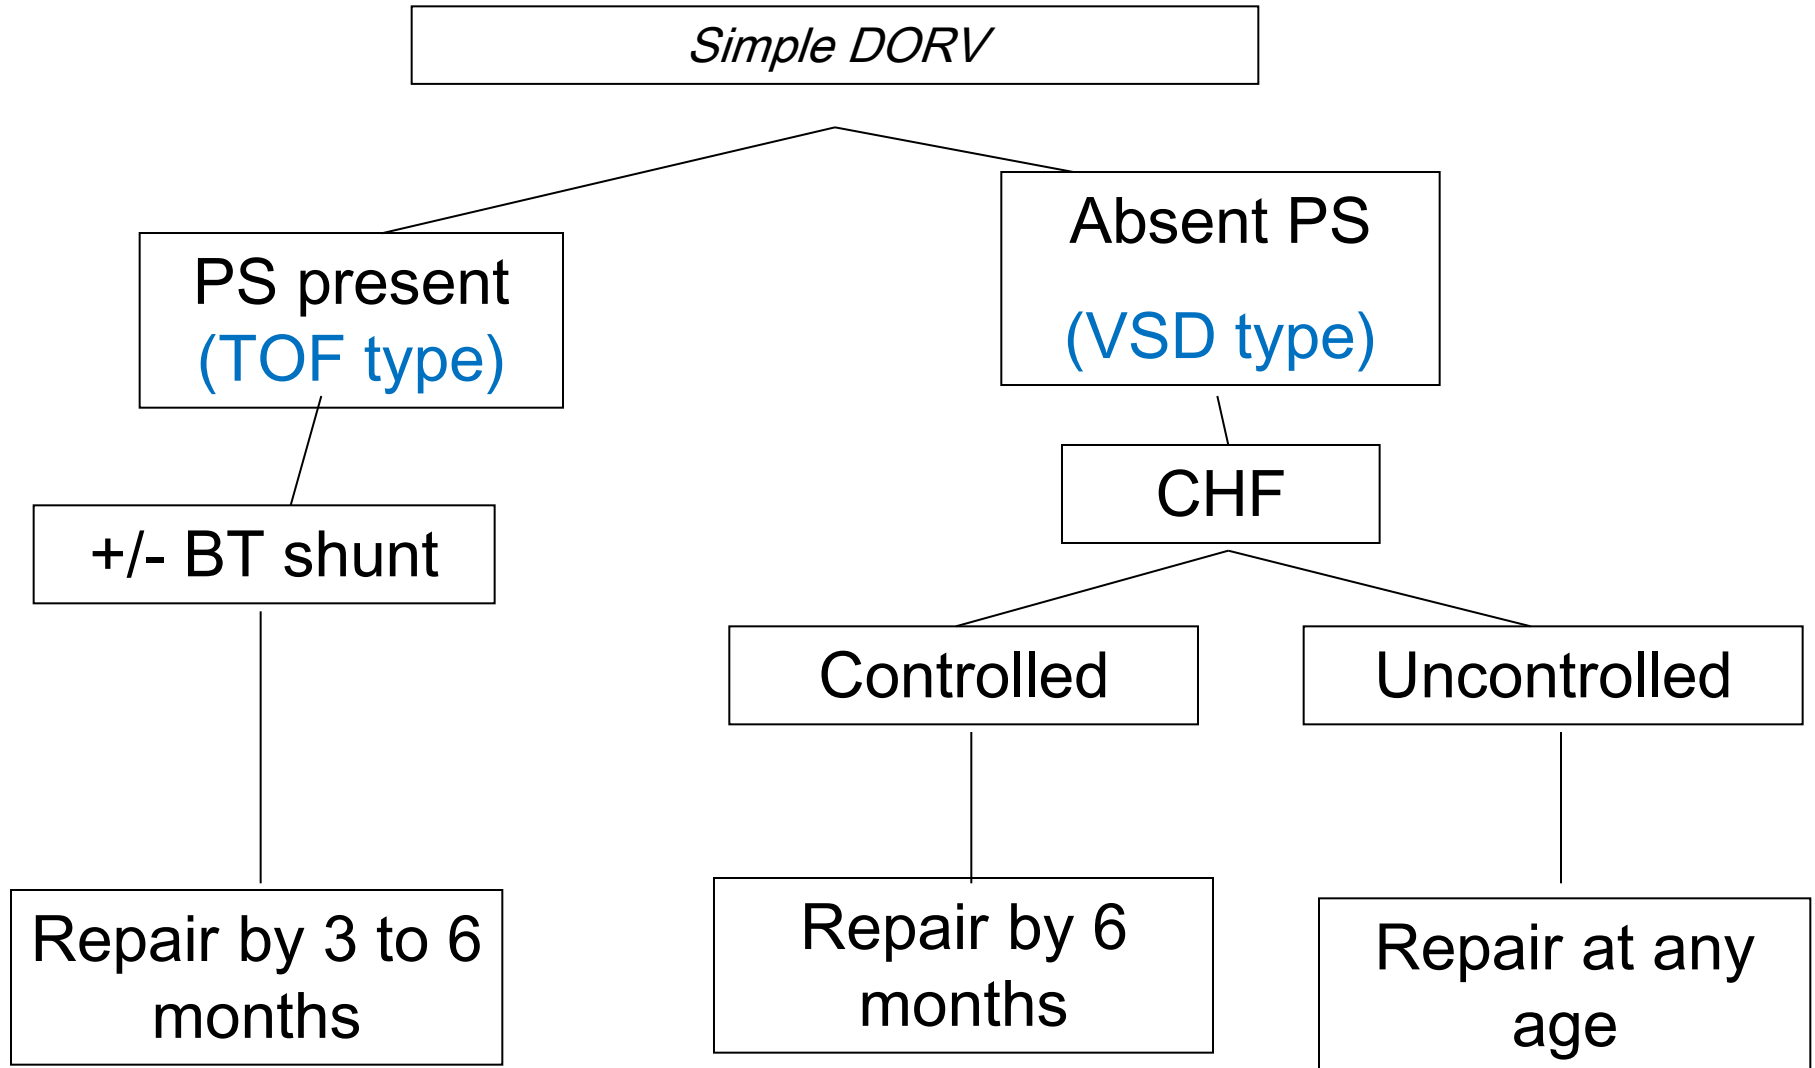 Simple DORV
PS present
(TOF type)
Absent PS
(VSD type)
+/- BT shunt
CHF
Controlled
Uncontrolled
Repair by 3 to 6
months
Repair by 6
months
Repair at any
age